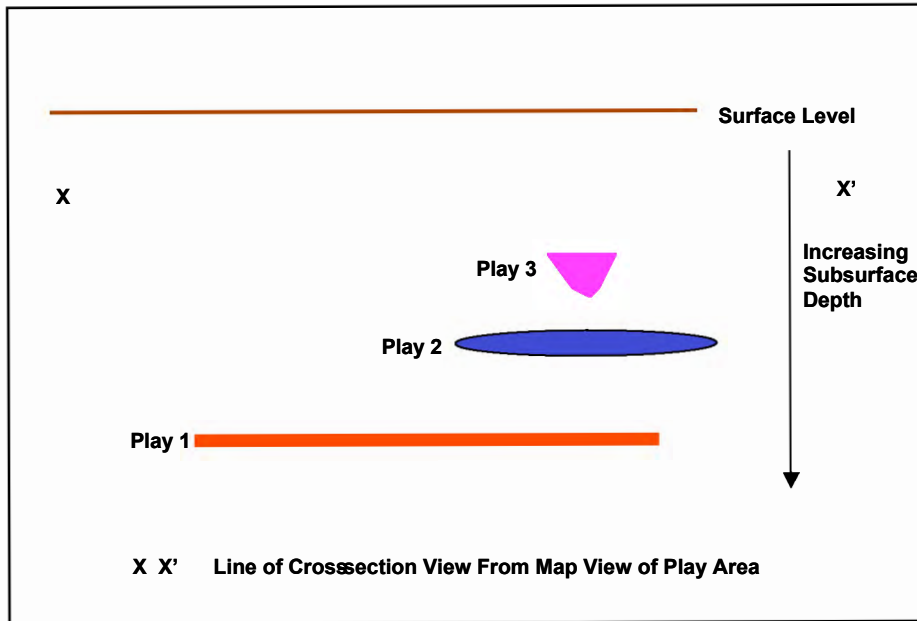 Surface Level
X
X’
Increasing
Subsurface
Depth
Play 3
Play 2
Play 1
X X’ Line of Crosssection View From Map View of Play Area